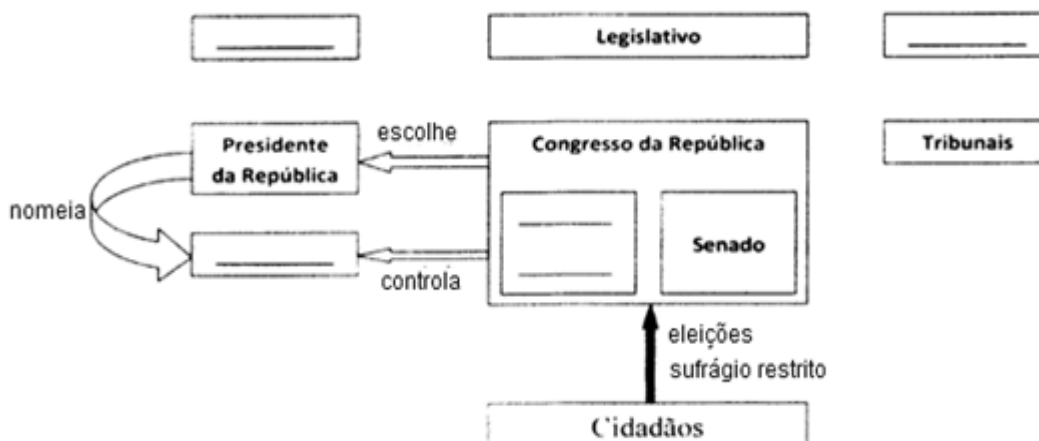 Legislativo
escolhe
Presidente
da República
Congresso da República
Tribunais
nomeia
Senado
controla
eleições
sufrágio restrito
Cidadãos